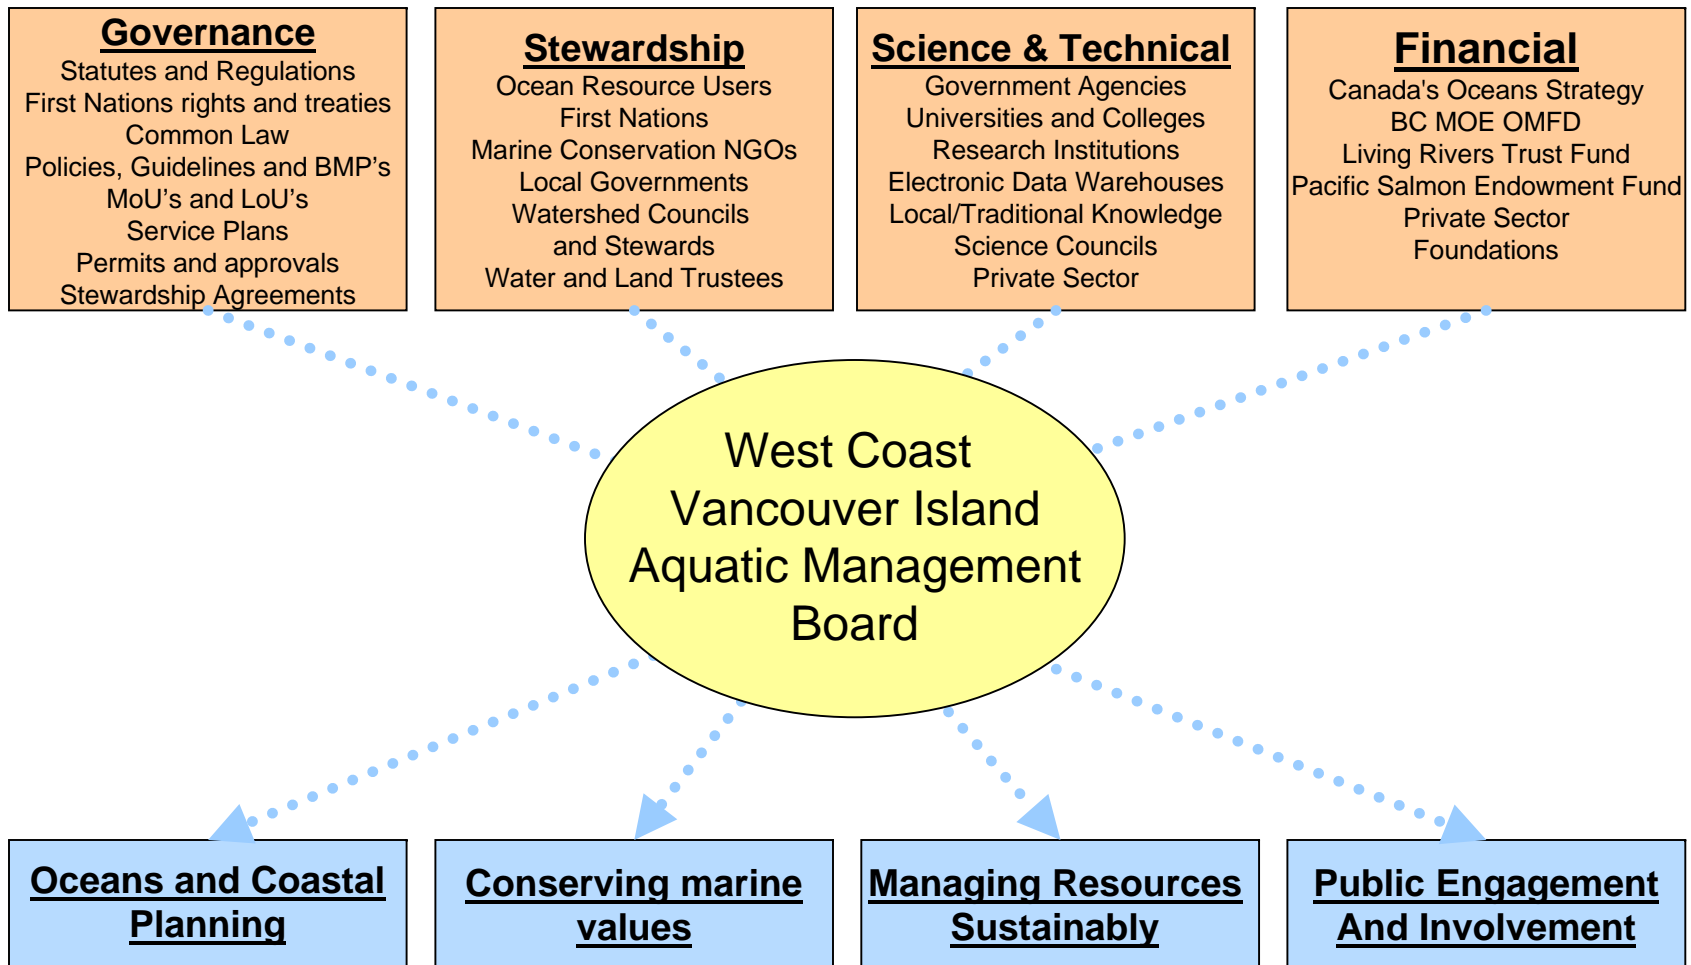 Governance
Statutes and Regulations
First Nations rights and treaties
Common Law
Policies, Guidelines and BMP's
MoU's and LoU's
Service Plans
Permits and approvals
Stewardship Agreements
Stewardship
Ocean Resource Users
First Nations
Marine Conservation NGOs
Local Governments
Watershed Councils
and Stewards
Water and Land Trustees
Science & Technical
Government Agencies
Universities and Colleges
Research Institutions
Electronic Data Warehouses
Local/Traditional Knowledge
Science Councils
Private Sector
Financial
Canada's Oceans Strategy
BC MOE OMFD
Living Rivers Trust Fund
Pacific Salmon Endowment Fund
Private Sector
Foundations
West Coast
Vancouver Island
Aquatic Management
Board
Oceans and Coastal
Planning
Conserving marine
values
Managing Resources
Sustainably
Public Engagement
And Involvement